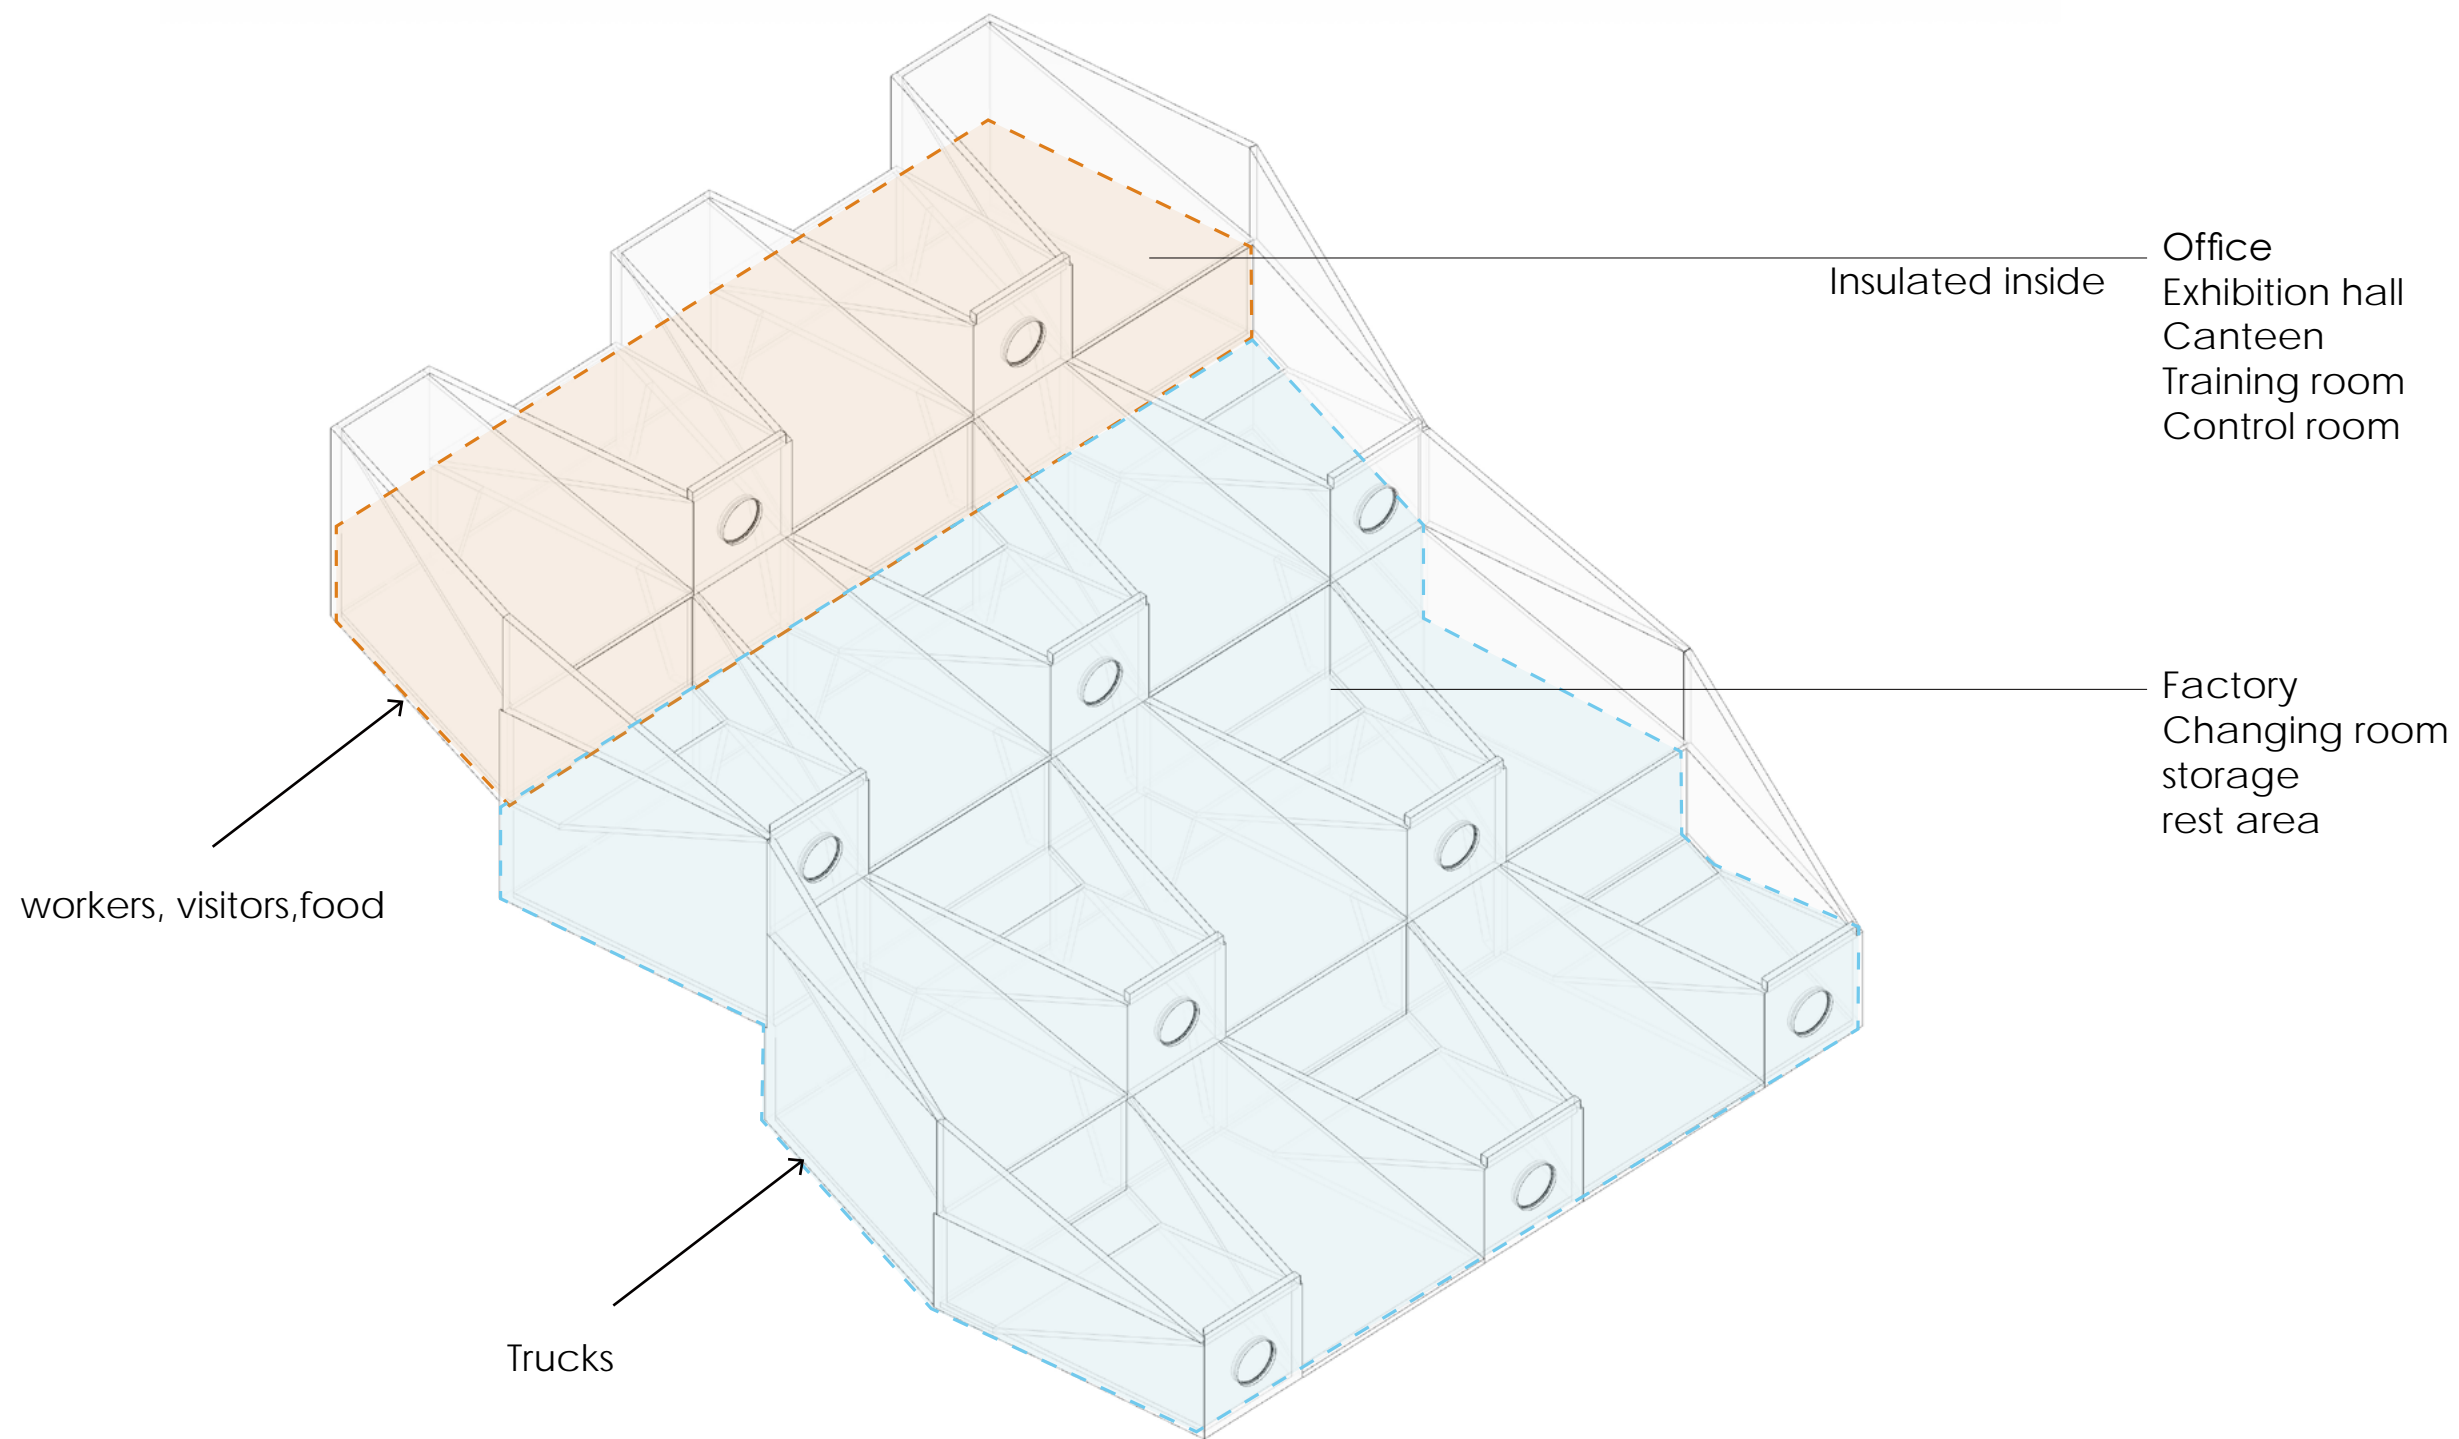 Office
Insulated inside
Exhibition hall
Canteen
Training room
Control room
Factory
Changing room
storage
rest area
workers, visitors,food
Trucks